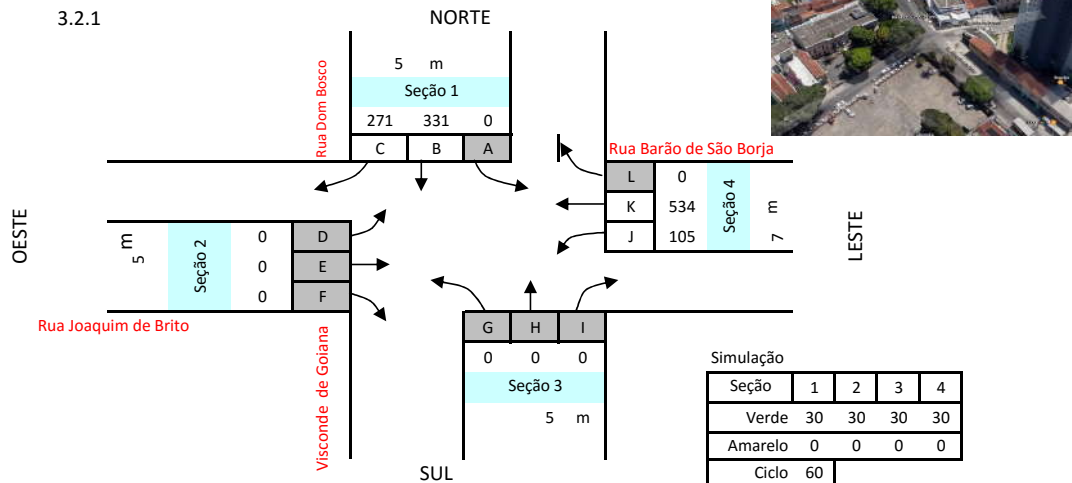 3.2.1
NORTE
Rua Dom Bosco
5 m
Seção 1
271 331 0
C B A
Rua Barão de São Borja
L 0
K 534
J 105
Seção 4
7 m
OESTE
LESTE
5 m
Seção 2
0 D
0 E
0 F
Rua Joaquim de Brito
Visconde de Goiana
G H I
0 0 0
Seção 3
5 m
SUL
Simulação
Seção 1 2 3 4
Verde 30 30 30 30
Amarelo 0 0 0 0
Ciclo 60